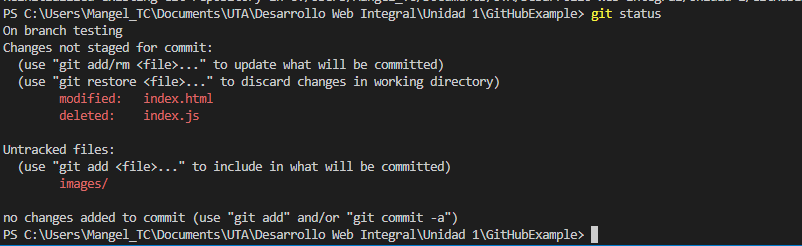 PS C:\Users\Mangel_TC\Documents\UTA\Desarrollo Web Integral\Unidad 1\GitHubExample> git status
On branch testing
Changes not staged for commit:
  (use "git add/rm <file>..." to update what will be committed)
  (use "git restore <file>..." to discard changes in working directory)
        modified:   index.html
        deleted:    index.js

Untracked files:
  (use "git add <file>..." to include in what will be committed)
        images/

no changes added to commit (use "git add" and/or "git commit -a")
PS C:\Users\Mangel_TC\Documents\UTA\Desarrollo Web Integral\Unidad 1\GitHubExample>